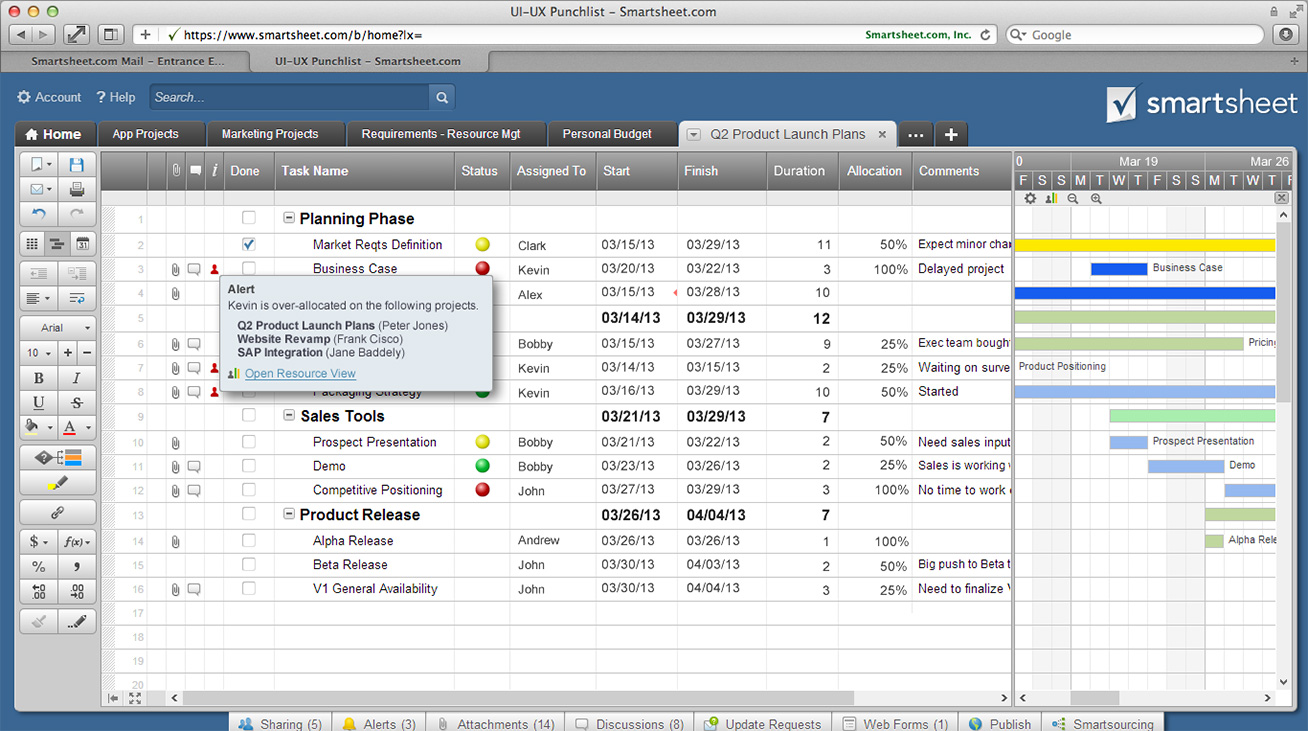 UI-UX Punchlist – Smartsheet.com
https://www.smartsheet.com/b/home?lx=
Smartsheet.com, Inc.
Google
Smartsheet.com Mail – Entrance E...
UI-UX Punchlist – Smartsheet.com
Account
? Help
Search...
smartsheet
Home
App Projects
Marketing Projects
Requirements - Resource Mgt
Personal Budget
Q2 Product Launch Plans
Done Task Name Status Assigned To Start Finish Duration Allocation Comments
0 Mar 19 Mar 26
F S S M T W T F S S M T W T F
1 Planning Phase
2 Market Reqts Definition Clark 03/15/13 03/29/13 11 50% Expect minor char
3 Business Case Kevin 03/20/13 03/22/13 3 100% Delayed project Business Case
4 Alex 03/15/13 03/28/13 10
5 03/14/13 03/29/13 12
6 Bobby 03/15/13 03/27/13 9 25% Exec team bought Pricing
7 Kevin 03/14/13 03/15/13 2 25% Waiting on surve Product Positioning
8 Packaging Strategy Kevin 03/16/13 03/29/13 10 50% Started
Alert
Kevin is over-allocated on the following projects.
Q2 Product Launch Plans (Peter Jones)
Website Revamp (Frank Cisco)
SAP Integration (Jane Baddely)
Open Resource View
9 Sales Tools 03/21/13 03/29/13 7
10 Prospect Presentation Bobby 03/21/13 03/22/13 2 50% Need sales input Prospect Presentation
11 Demo Bobby 03/23/13 03/26/13 2 25% Sales is working Demo
12 Competitive Positioning John 03/27/13 03/29/13 3 100% No time to work
13 Product Release 03/26/13 04/04/13 7
14 Alpha Release Andrew 03/26/13 03/26/13 1 100% Alpha Rele
15 Beta Release John 03/30/13 04/03/13 2 50% Big push to Beta t
16 V1 General Availability John 03/30/13 04/04/13 3 25% Need to finalize V
17
18
19
20
31
Arial
10 + −
B I
U S
A
$ f(x)
% ,
.0 .00
.00 .0
Sharing (5)
Alerts (3)
Attachments (14)
Discussions (8)
Update Requests
Web Forms (1)
Publish
Smartsourcing